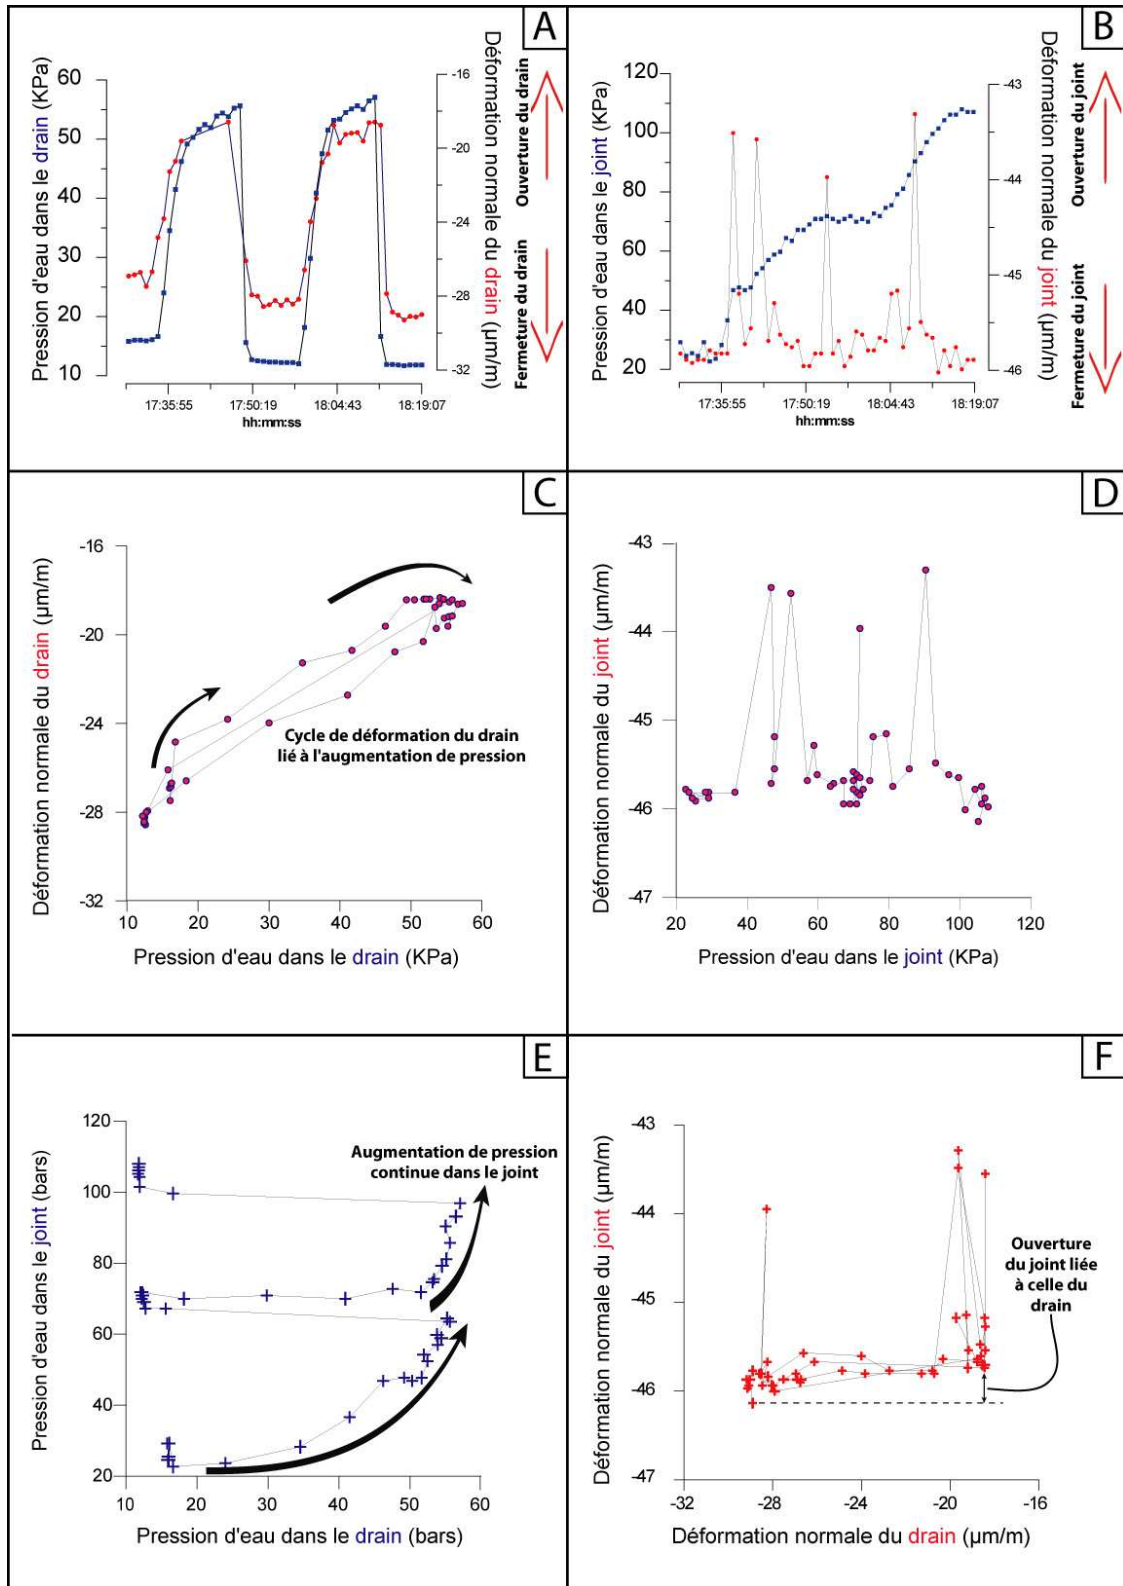 A
Pression d'eau dans le drain (KPa)
60
50
40
30
20
10
-16
-20
-24
-28
-32
Déformation normale du drain (µm/m)
Ouverture du drain
Fermeture du drain
17:35:55
17:50:19
18:04:43
18:19:07
hh:mm:ss
B
Pression d'eau dans le joint (KPa)
120
100
80
60
40
20
-43
-44
-45
-46
Déformation normale du joint (µm/m)
Ouverture du joint
Fermeture du joint
17:35:55
17:50:19
18:04:43
18:19:07
hh:mm:ss
C
Déformation normale du drain (µm/m)
-16
-20
-24
-28
-32
Cycle de déformation du drain
lié à l'augmentation de pression
10
20
30
40
50
60
Pression d'eau dans le drain (KPa)
D
Déformation normale du joint (µm/m)
-43
-44
-45
-46
-47
20
40
60
80
100
120
Pression d'eau dans le joint (KPa)
E
Pression d'eau dans le joint (bars)
120
100
80
60
40
20
Augmentation de pression
continue dans le joint
10
20
30
40
50
60
Pression d'eau dans le drain (bars)
F
Déformation normale du joint (µm/m)
-43
-44
-45
-46
-47
Ouverture
du joint liée
à celle du
drain
-32
-28
-24
-20
-16
Déformation normale du drain (µm/m)